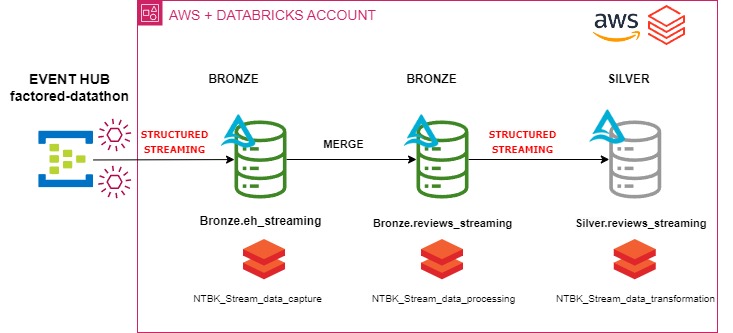 AWS + DATABRICKS ACCOUNT
aws
EVENT HUB
factored-datathon
BRONZE
BRONZE
SILVER
STRUCTURED
STREAMING
MERGE
STRUCTURED
STREAMING
Bronze.eh_streaming
Bronze.reviews_streaming
Silver.reviews_streaming
NTBK_Stream_data_capture
NTBK_Stream_data_processing
NTBK_Stream_data_transformation